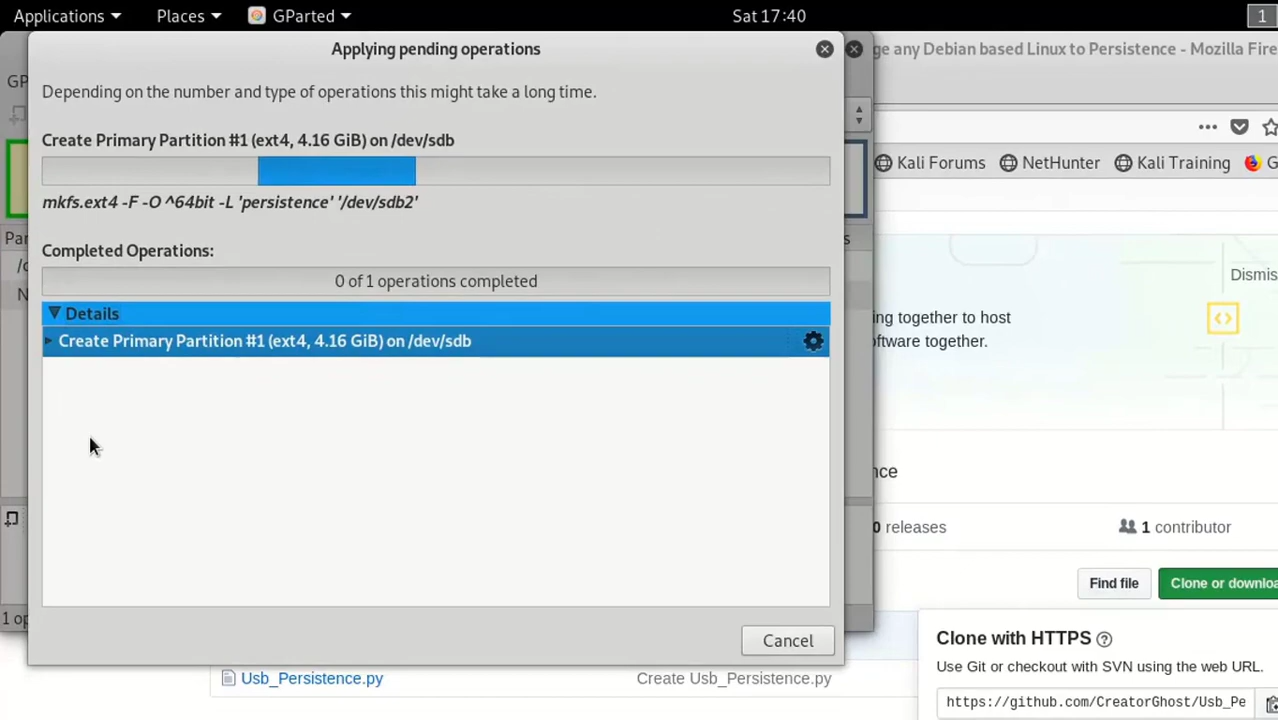 Applications Places GParted Sat 17:40 1
Applying pending operations
ge any Debian based Linux to Persistence - Mozilla Fire
GP
Depending on the number and type of operations this might take a long time.
Create Primary Partition #1 (ext4, 4.16 GiB) on /dev/sdb
Kali Forums NetHunter Kali Training G
mkfs.ext4 -F -O ^64bit -L 'persistence' '/dev/sdb2'
Par
s
Completed Operations:
0 of 1 operations completed
Dismis
Details
ing together to host
Create Primary Partition #1 (ext4, 4.16 GiB) on /dev/sdb
oftware together.
nce
0 releases
1 contributor
Find file
Clone or downloa
1 op
Cancel
Clone with HTTPS
Use Git or checkout with SVN using the web URL.
Usb_Persistence.py
Create Usb_Persistence.py
https://github.com/CreatorGhost/Usb_Pe